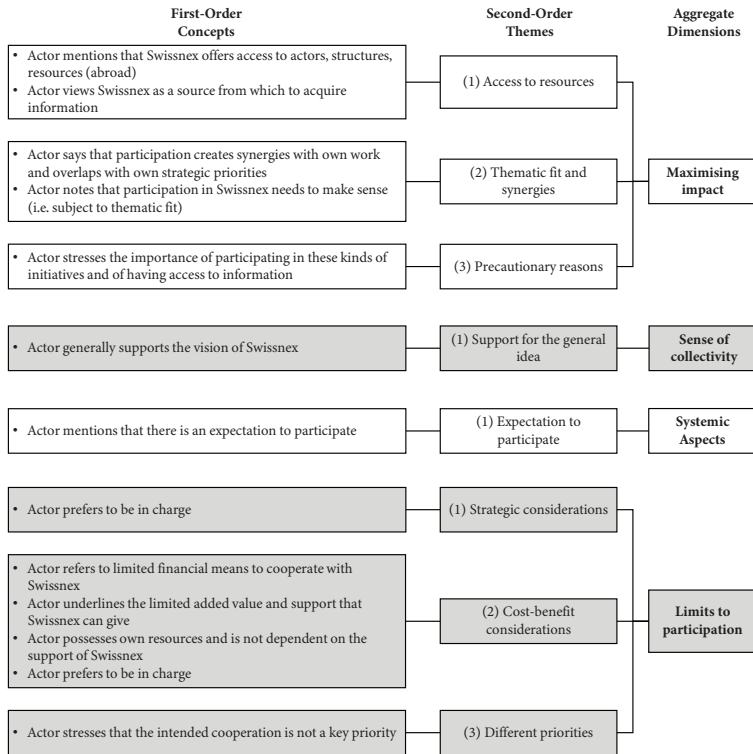 First-Order
Concepts
Second-Order
Themes
Aggregate
Dimensions
• Actor mentions that Swissnex offers access to actors, structures,
resources (abroad)
• Actor views Swissnex as a source from which to acquire
information
(1) Access to resources
• Actor says that participation creates synergies with own work
and overlaps with own strategic priorities
• Actor notes that participation in Swissnex needs to make sense
(i.e. subject to thematic fit)
(2) Thematic fit and
synergies
Maximising
impact
• Actor stresses the importance of participating in these kinds of
initiatives and of having access to information
(3) Precautionary reasons
• Actor generally supports the vision of Swissnex
(1) Support for the general
idea
Sense of
collectivity
• Actor mentions that there is an expectation to participate
(1) Expectation to
participate
Systemic
Aspects
• Actor prefers to be in charge
(1) Strategic considerations
• Actor refers to limited financial means to cooperate with
Swissnex
• Actor underlines the limited added value and support that
Swissnex can give
• Actor possesses own resources and is not dependent on the
support of Swissnex
• Actor prefers to be in charge
(2) Cost-benefit
considerations
Limits to
participation
• Actor stresses that the intended cooperation is not a key priority
(3) Different priorities